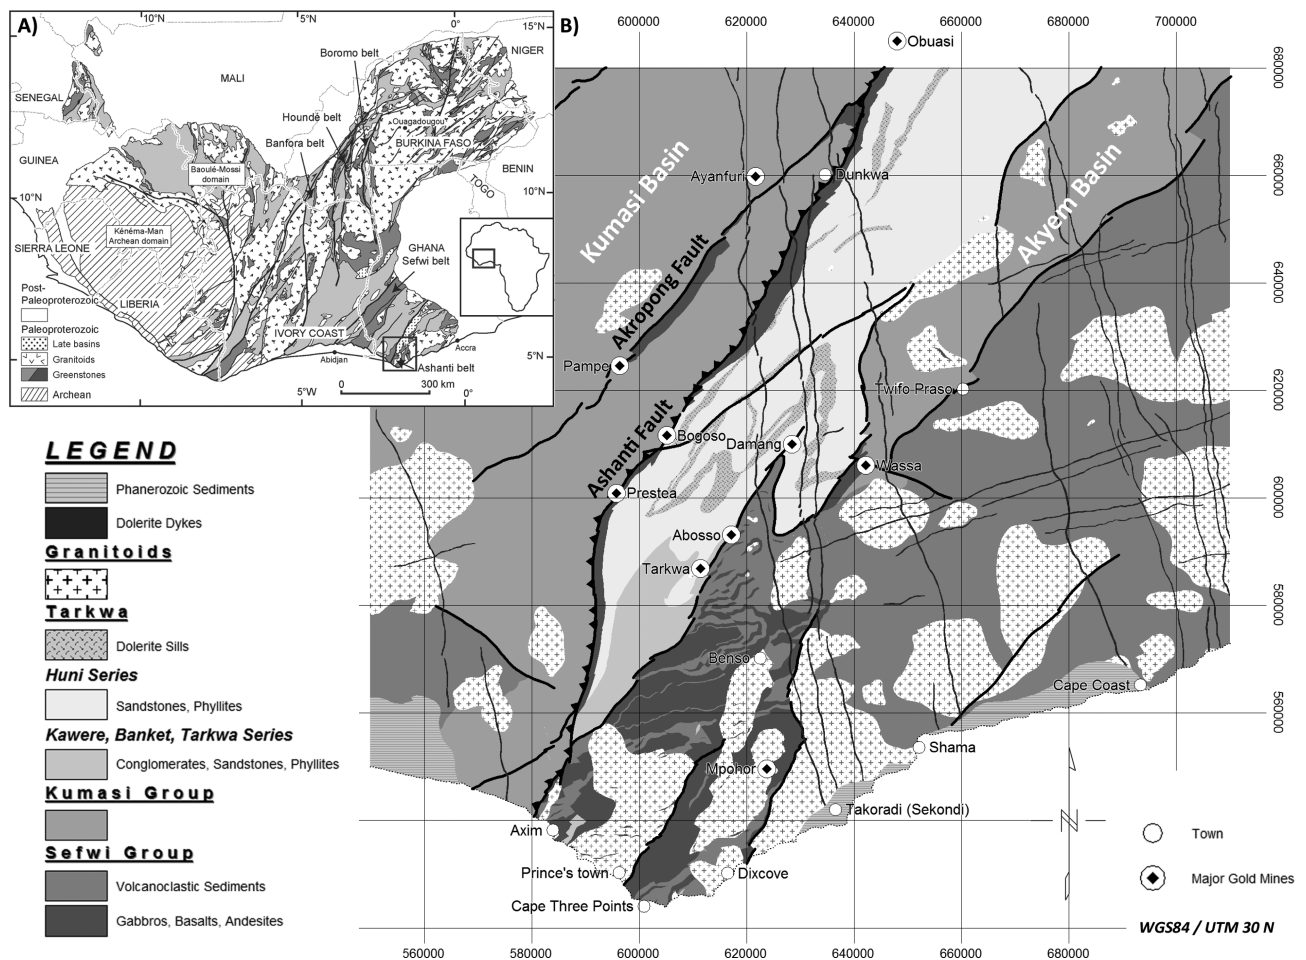 A)
10°N
5°N
0°
15°N
NIGER
Boromo belt
MALI
SENEGAL
Houndé belt
Ouagadougou
Banfora belt
BURKINA FASO
GUINEA
BENIN
Baoulé-Mossi
domain
TOGO
10°N
10°N
Kénéma-Man
Archean domain
GHANA
SIERRA LEONE
Sefwi belt
Post-
Paleoproterozoic
LIBERIA
Paleoproterozoic
IVORY COAST
Late basins
Accra
Granitoids
Abidjan
5°N
Greenstones
Ashanti belt
Archean
5°W
0
300 km
0°
B)
600000
620000
640000
660000
680000
700000
Obuasi
680000
Kumasi Basin
Ayanfuri
Dunkwa
660000
Akyem Basin
Akropong Fault
640000
Pampe
Twifo Praso
620000
Ashanti Fault
Bogoso
Damang
Wassa
Prestea
600000
Abosso
Tarkwa
580000
Benso
Cape Coast
560000
Shama
Mpohor
Takoradi (Sekondi)
N
Axim
Prince's town
Dixcove
Cape Three Points
560000
580000
600000
620000
640000
660000
680000
LEGEND
Phanerozoic Sediments
Dolerite Dykes
Granitoids
Tarkwa
Dolerite Sills
Huni Series
Sandstones, Phyllites
Kawere, Banket, Tarkwa Series
Conglomerates, Sandstones, Phyllites
Kumasi Group
Sefwi Group
Volcanoclastic Sediments
Gabbros, Basalts, Andesites
Town
Major Gold Mines
WGS84 / UTM 30 N